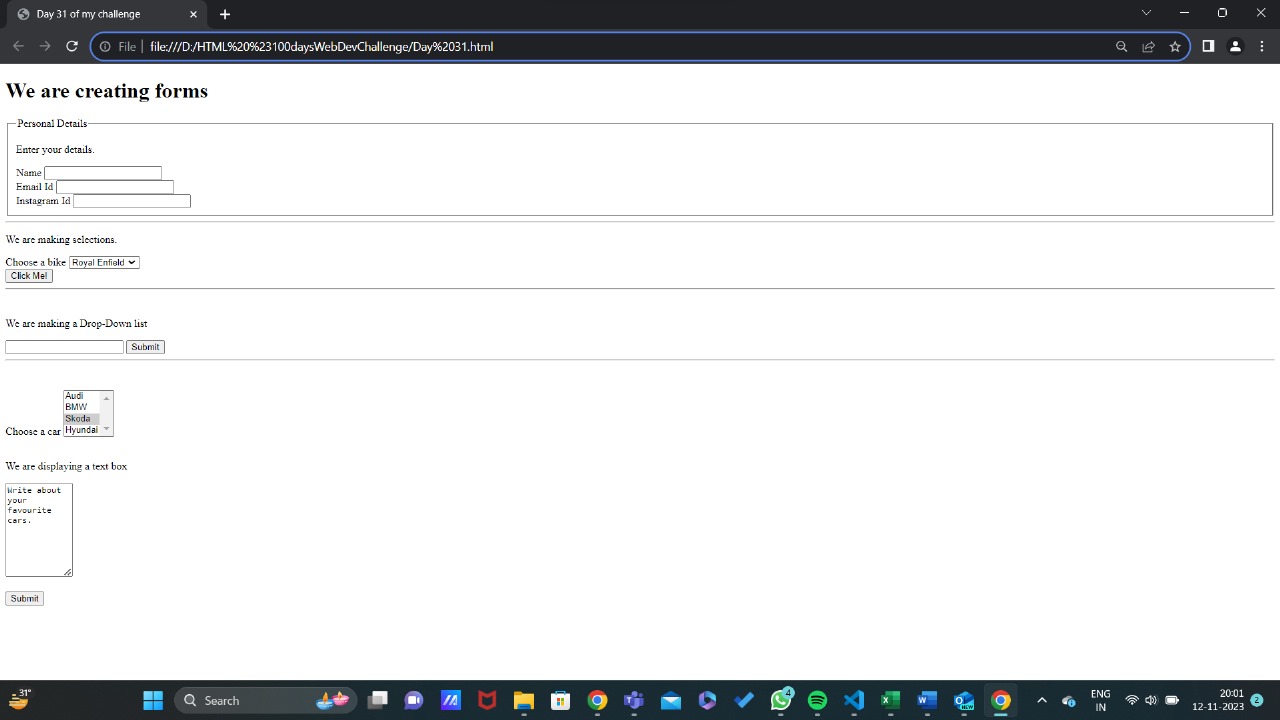 Day 31 of my challenge
File
file:///D:/HTML%20%23100daysWebDevChallenge/Day%2031.html
We are creating forms
Personal Details
Enter your details.
Name
Email Id
Instagram Id
We are making selections.
Choose a bike Royal Enfield
Click Me!
We are making a Drop-Down list
Submit
Audi
BMW
Skoda
Hyundai
Choose a car
We are displaying a text box
Write about
your
favourite
cars.
Submit
31°
Search
4
NEW
ENG
IN
20:01
12-11-2023
2